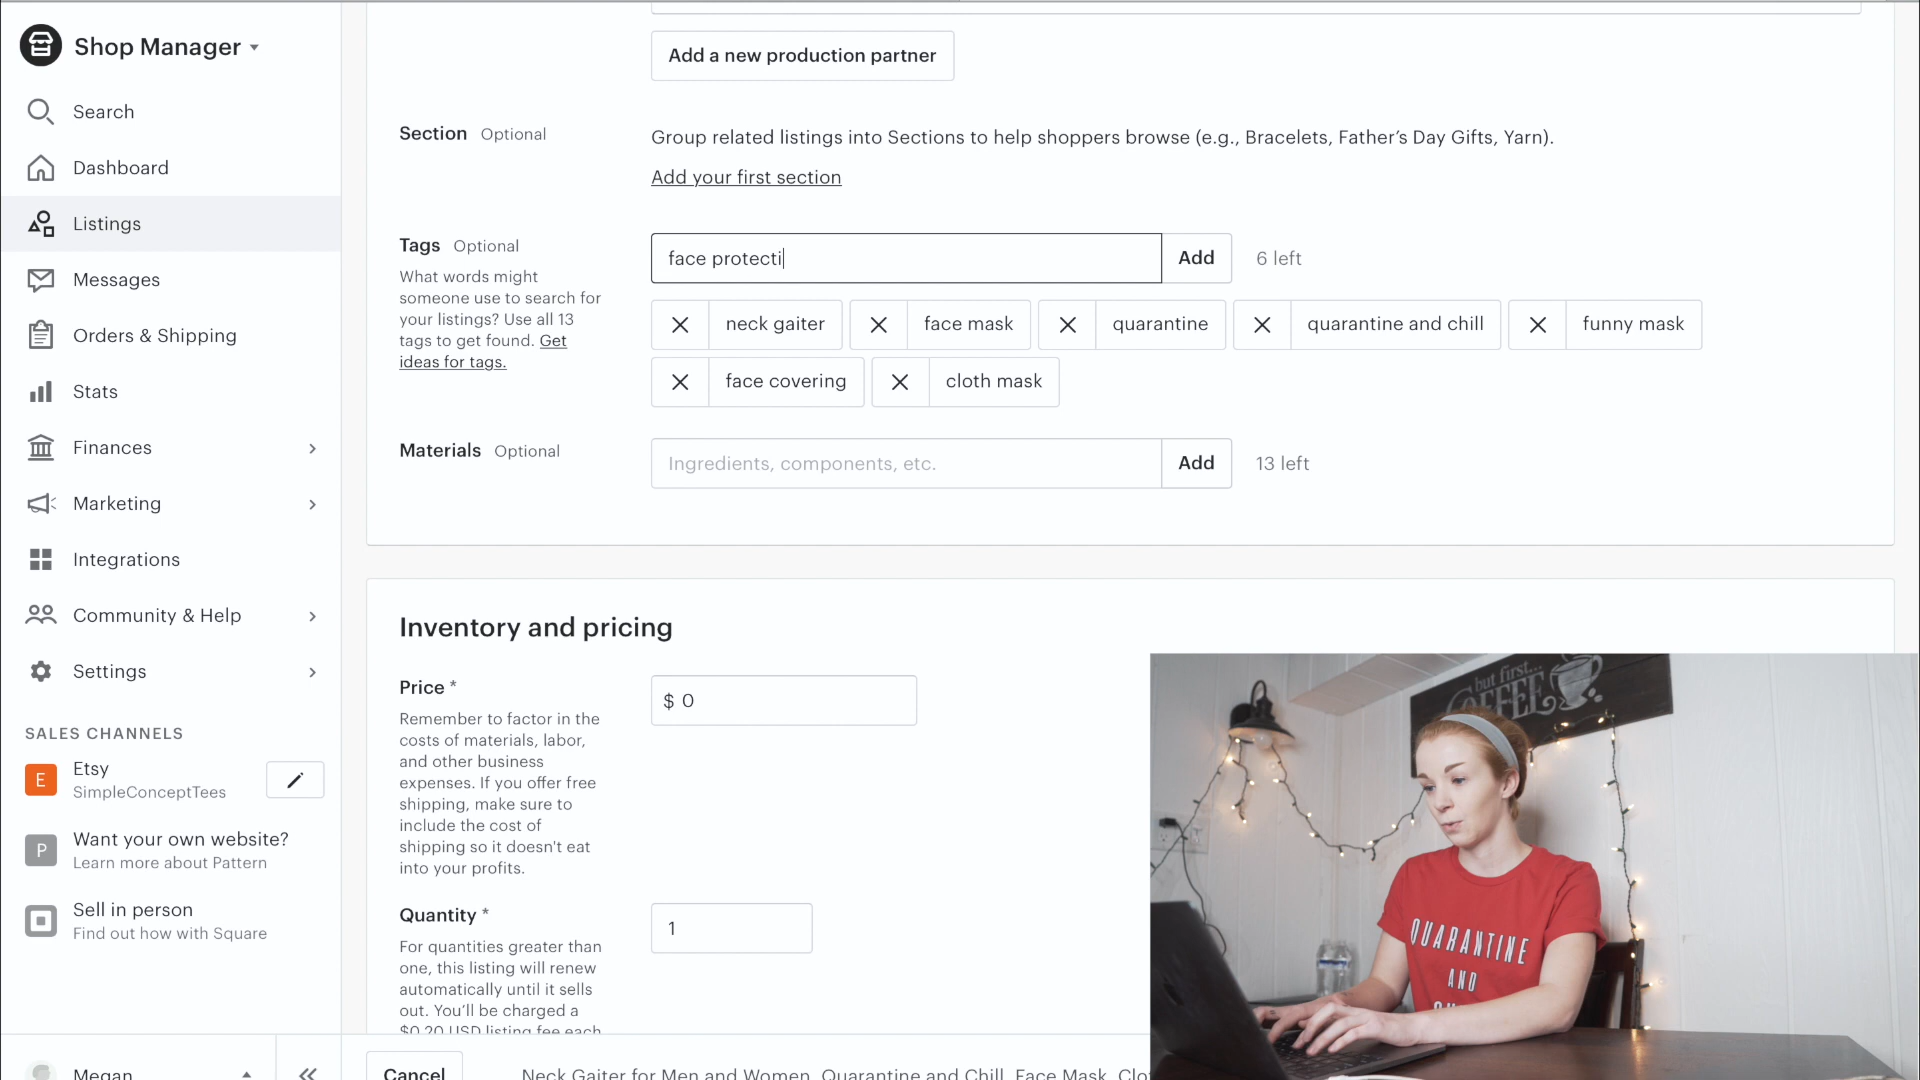 Shop Manager
Search
Dashboard
Listings
Messages
Orders & Shipping
Stats
Finances
Marketing
Integrations
Community & Help
Settings
SALES CHANNELS
E
Etsy
SimpleConceptTees
P
Want your own website?
Learn more about Pattern
Sell in person
Find out how with Square
Megan
Add a new production partner
Section Optional
Group related listings into Sections to help shoppers browse (e.g., Bracelets, Father’s Day Gifts, Yarn).
Add your first section
Tags Optional
What words might
someone use to search for
your listings? Use all 13
tags to get found. Get
ideas for tags.
face protecti
Add
6 left
neck gaiter
face mask
quarantine
quarantine and chill
funny mask
face covering
cloth mask
Materials Optional
Ingredients, components, etc.
Add
13 left
Inventory and pricing
Price *
Remember to factor in the
costs of materials, labor,
and other business
expenses. If you offer free
shipping, make sure to
include the cost of
shipping so it doesn't eat
into your profits.
$ 0
Quantity *
For quantities greater than
one, this listing will renew
automatically until it sells
out. You’ll be charged a
$0.20 USD listing fee each
1
Cancel
Neck Gaiter for Men and Women, Quarantine and Chill, Face Mask, Clo
but first...
COFFEE
QUARANTINE
AND